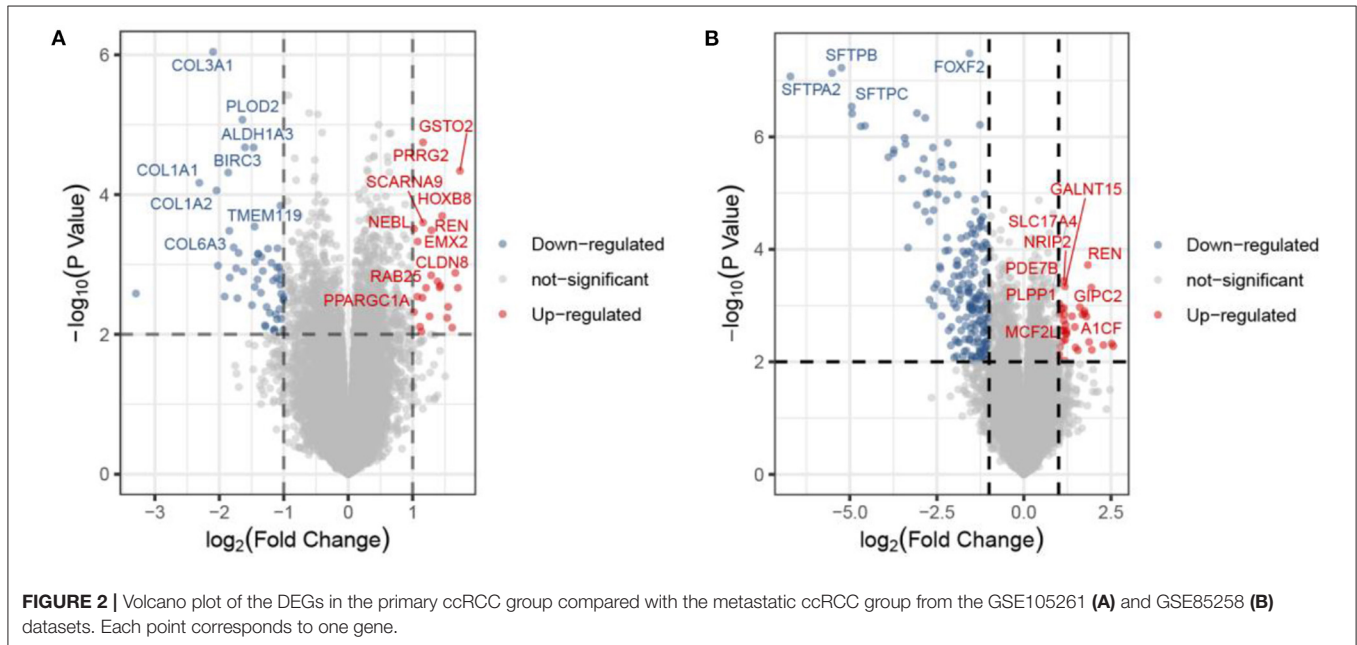 A
6
4
2
0
−log10(P Value)
COL3A1
PLOD2
ALDH1A3
BIRC3
COL1A1
COL1A2
TMEM119
COL6A3
GSTO2
PRRG2
SCARNA9
HOXB8
NEBL
REN
EMX2
CLDN8
RAB25
PPARGC1A
−3
−2
−1
0
1
log2(Fold Change)
Down-regulated
not-significant
Up-regulated
B
6
4
2
0
−log10(P Value)
SFTPB
FOXF2
SFTPA2
SFTPC
GALNT15
SLC17A4
NRIP2
REN
PDE7B
PLPP1
GIPC2
MCF2L
A1CF
−5.0
−2.5
0.0
2.5
log2(Fold Change)
Down-regulated
not-significant
Up-regulated
FIGURE 2 | Volcano plot of the DEGs in the primary ccRCC group compared with the metastatic ccRCC group from the GSE105261 (A) and GSE85258 (B)
datasets. Each point corresponds to one gene.